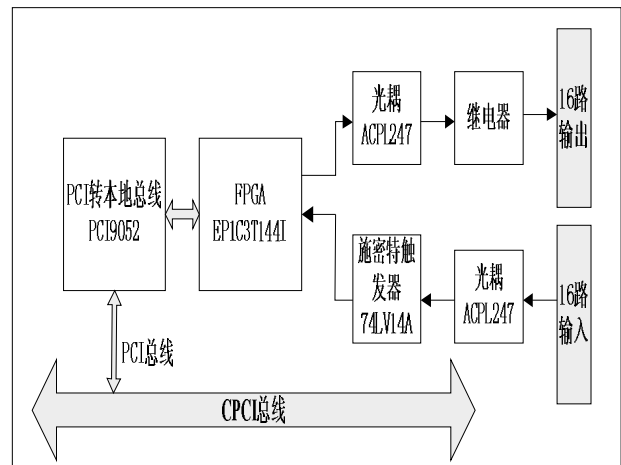 光耦
ACPL247
继电器
16路
输出
PCI转本地总线
PCI9052
FPGA
EP1C3T144I
施密特触
发器
74LV14A
光耦
ACPL247
16路
输入
PCI总线
CPCI总线